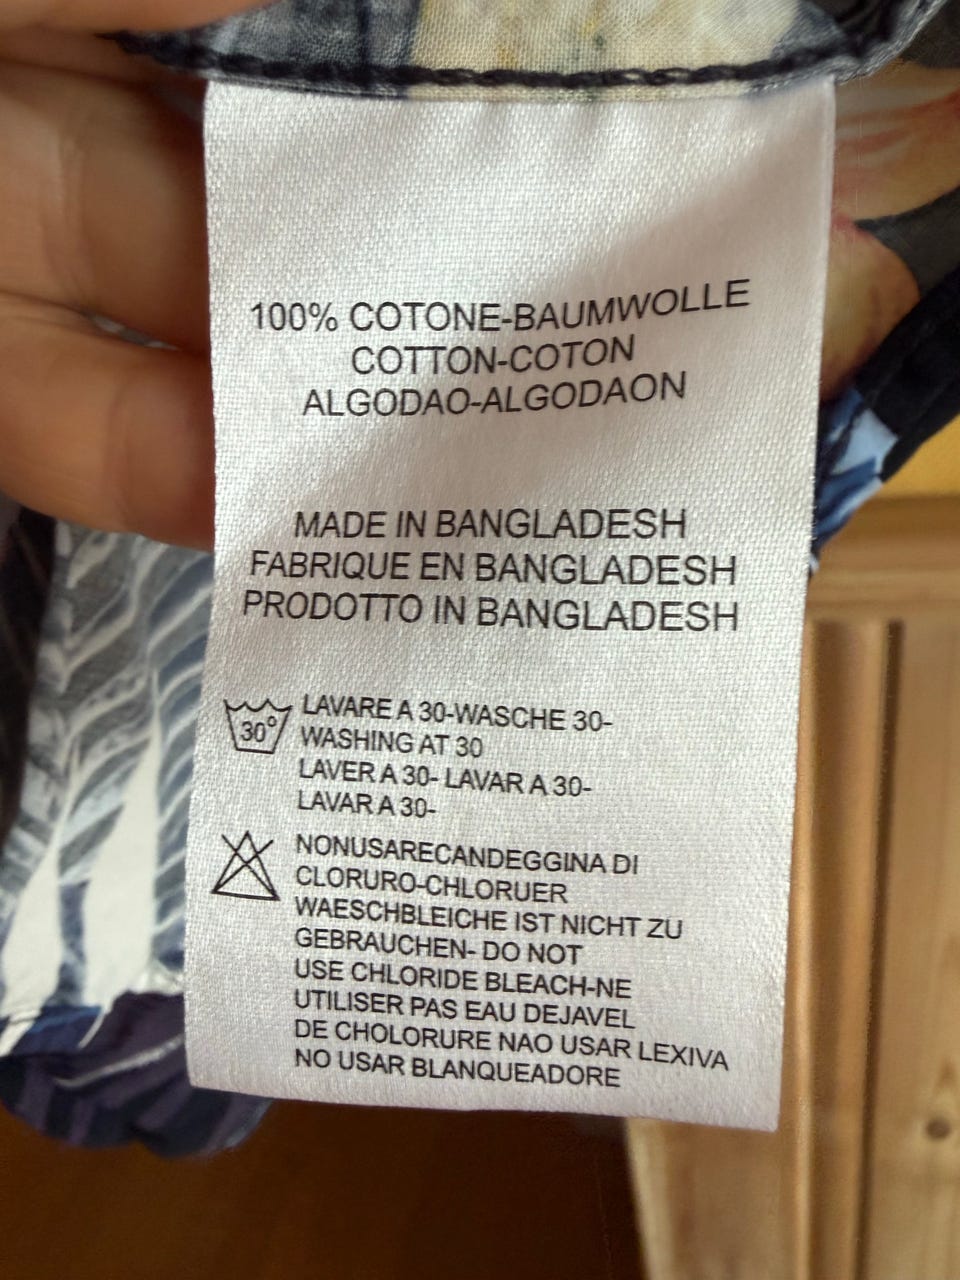 100% COTONE-BAUMWOLLE
COTTON-COTON
ALGODAO-ALGODAON
MADE IN BANGLADESH
FABRIQUE EN BANGLADESH
PRODOTTO IN BANGLADESH
30° LAVARE A 30-WASCHE 30-
WASHING AT 30
LAVER A 30- LAVAR A 30-
LAVAR A 30-
NONUSARECANDEGGINA DI
CLORURO-CHLORUER
WAESCHBLEICHE IST NICHT ZU
GEBRAUCHEN- DO NOT
USE CHLORIDE BLEACH-NE
UTILISER PAS EAU DEJAVEL
DE CHOLORURE NAO USAR LEXIVA
NO USAR BLANQUEADORE